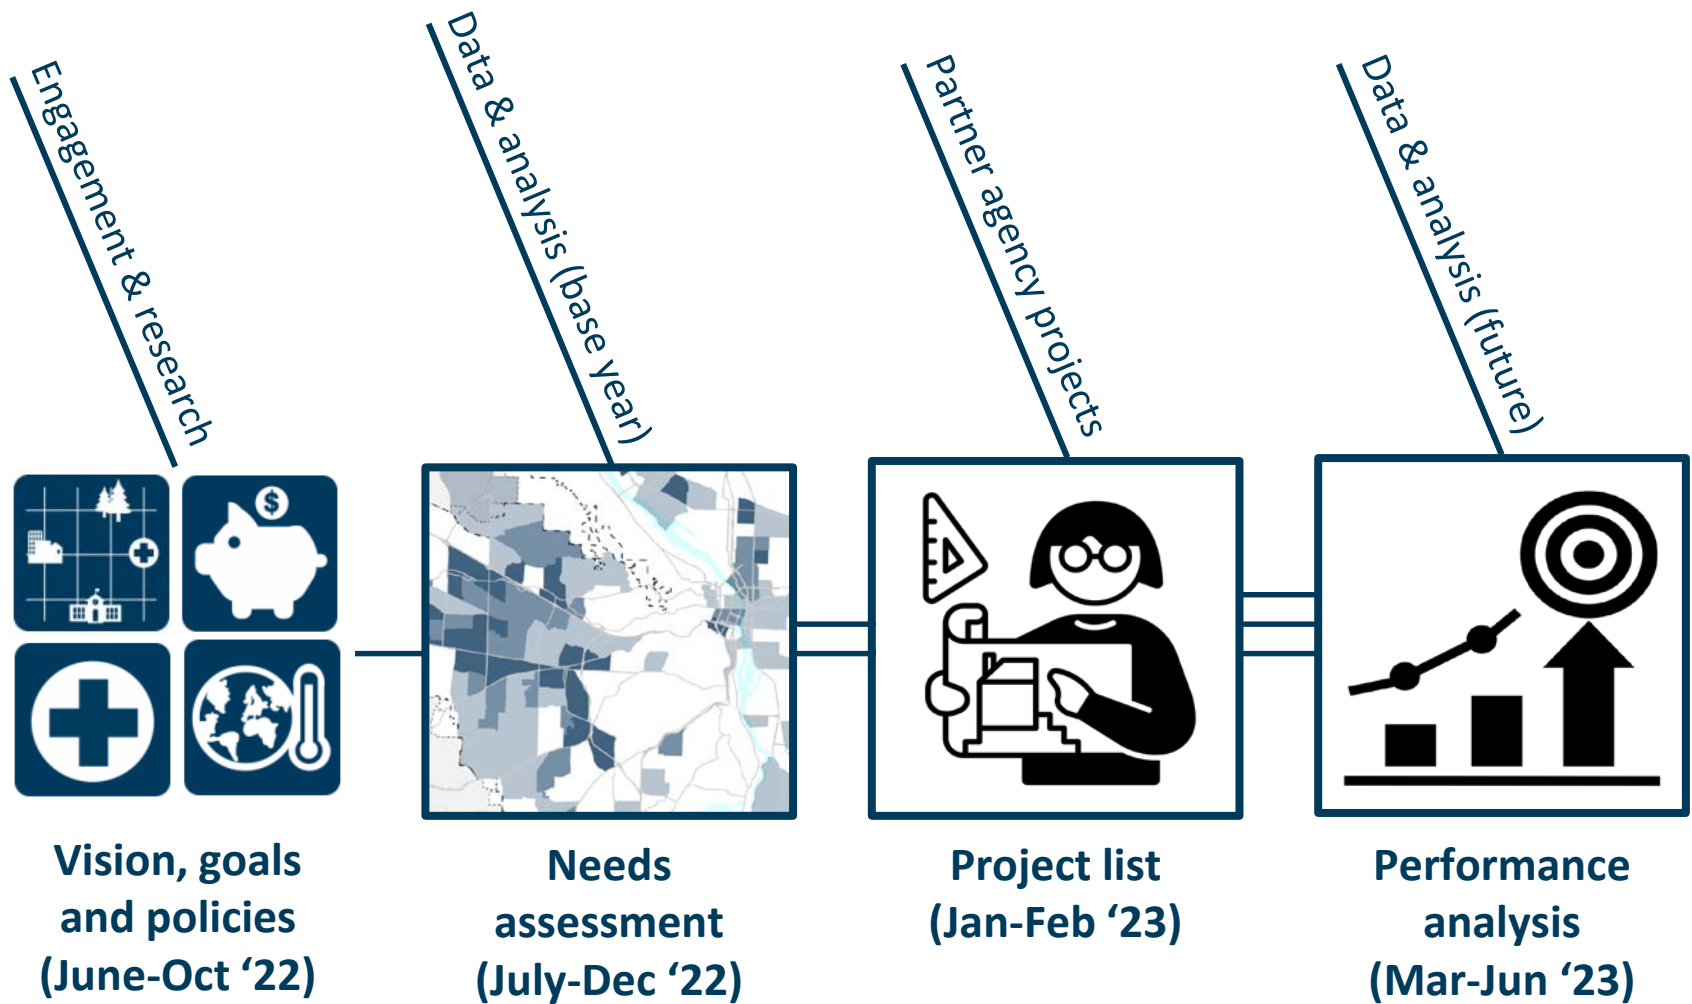 Engagement & research
Data & analysis (base year)
Partner agency projects
Data & analysis (future)
$
Vision, goals
and policies
(June-Oct ‘22)
Needs
assessment
(July-Dec ‘22)
Project list
(Jan-Feb ‘23)
Performance
analysis
(Mar-Jun ‘23)